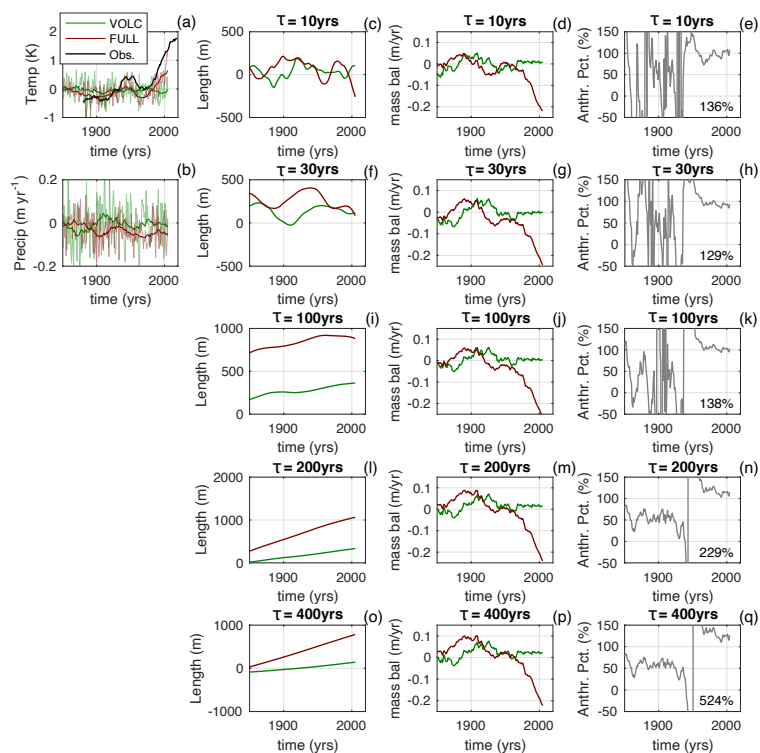 (a)
VOLC
FULL
Obs.
Temp (K)
2
1
0
-1
1900
2000
time (yrs)
τ = 10yrs
(c)
Length (m)
500
0
-500
1900
2000
time (yrs)
τ = 10yrs
(d)
mass bal (m/yr)
0.1
0
-0.1
-0.2
1900
2000
time (yrs)
τ = 10yrs
(e)
Anthr. Pct. (%)
150
100
50
0
-50
136%
1900
2000
time (yrs)
(b)
Precip (m yr-1)
0.2
0
-0.2
1900
2000
time (yrs)
τ = 30yrs
(f)
Length (m)
500
0
-500
1900
2000
time (yrs)
τ = 30yrs
(g)
mass bal (m/yr)
0.1
0
-0.1
-0.2
1900
2000
time (yrs)
τ = 30yrs
(h)
Anthr. Pct. (%)
150
100
50
0
-50
129%
1900
2000
time (yrs)
τ = 100yrs
(i)
Length (m)
1000
500
0
1900
2000
time (yrs)
τ = 100yrs
(j)
mass bal (m/yr)
0.1
0
-0.1
-0.2
1900
2000
time (yrs)
τ = 100yrs
(k)
Anthr. Pct. (%)
150
100
50
0
-50
138%
1900
2000
time (yrs)
τ = 200yrs
(l)
Length (m)
2000
1000
0
1900
2000
time (yrs)
τ = 200yrs
(m)
mass bal (m/yr)
0.1
0
-0.1
-0.2
1900
2000
time (yrs)
τ = 200yrs
(n)
Anthr. Pct. (%)
150
100
50
0
-50
229%
1900
2000
time (yrs)
τ = 400yrs
(o)
Length (m)
1000
0
-1000
1900
2000
time (yrs)
τ = 400yrs
(p)
mass bal (m/yr)
0.1
0
-0.1
-0.2
1900
2000
time (yrs)
τ = 400yrs
(q)
Anthr. Pct. (%)
150
100
50
0
-50
524%
1900
2000
time (yrs)